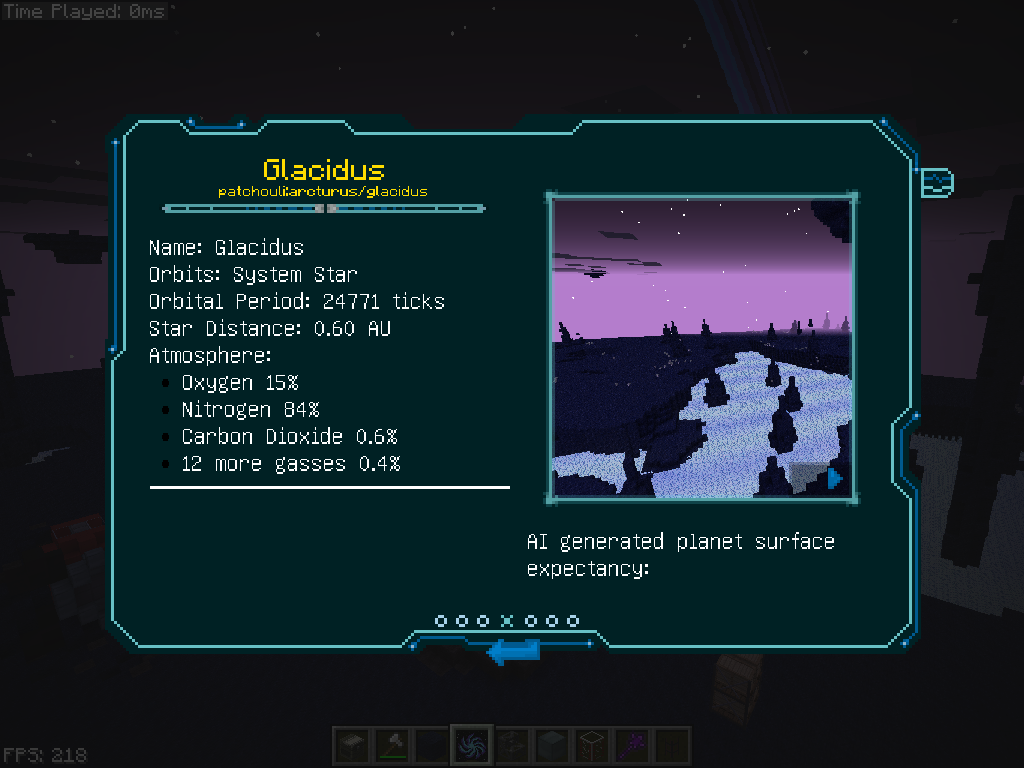 Time Played: 0ms
Glacidus
patchouli:arcturus/glacidus
Name: Glacidus
Orbits: System Star
Orbital Period: 24771 ticks
Star Distance: 0.60 AU
Atmosphere:
• Oxygen 15%
• Nitrogen 84%
• Carbon Dioxide 0.6%
• 12 more gasses 0.4%
AI generated planet surface
expectancy:
FPS: 218